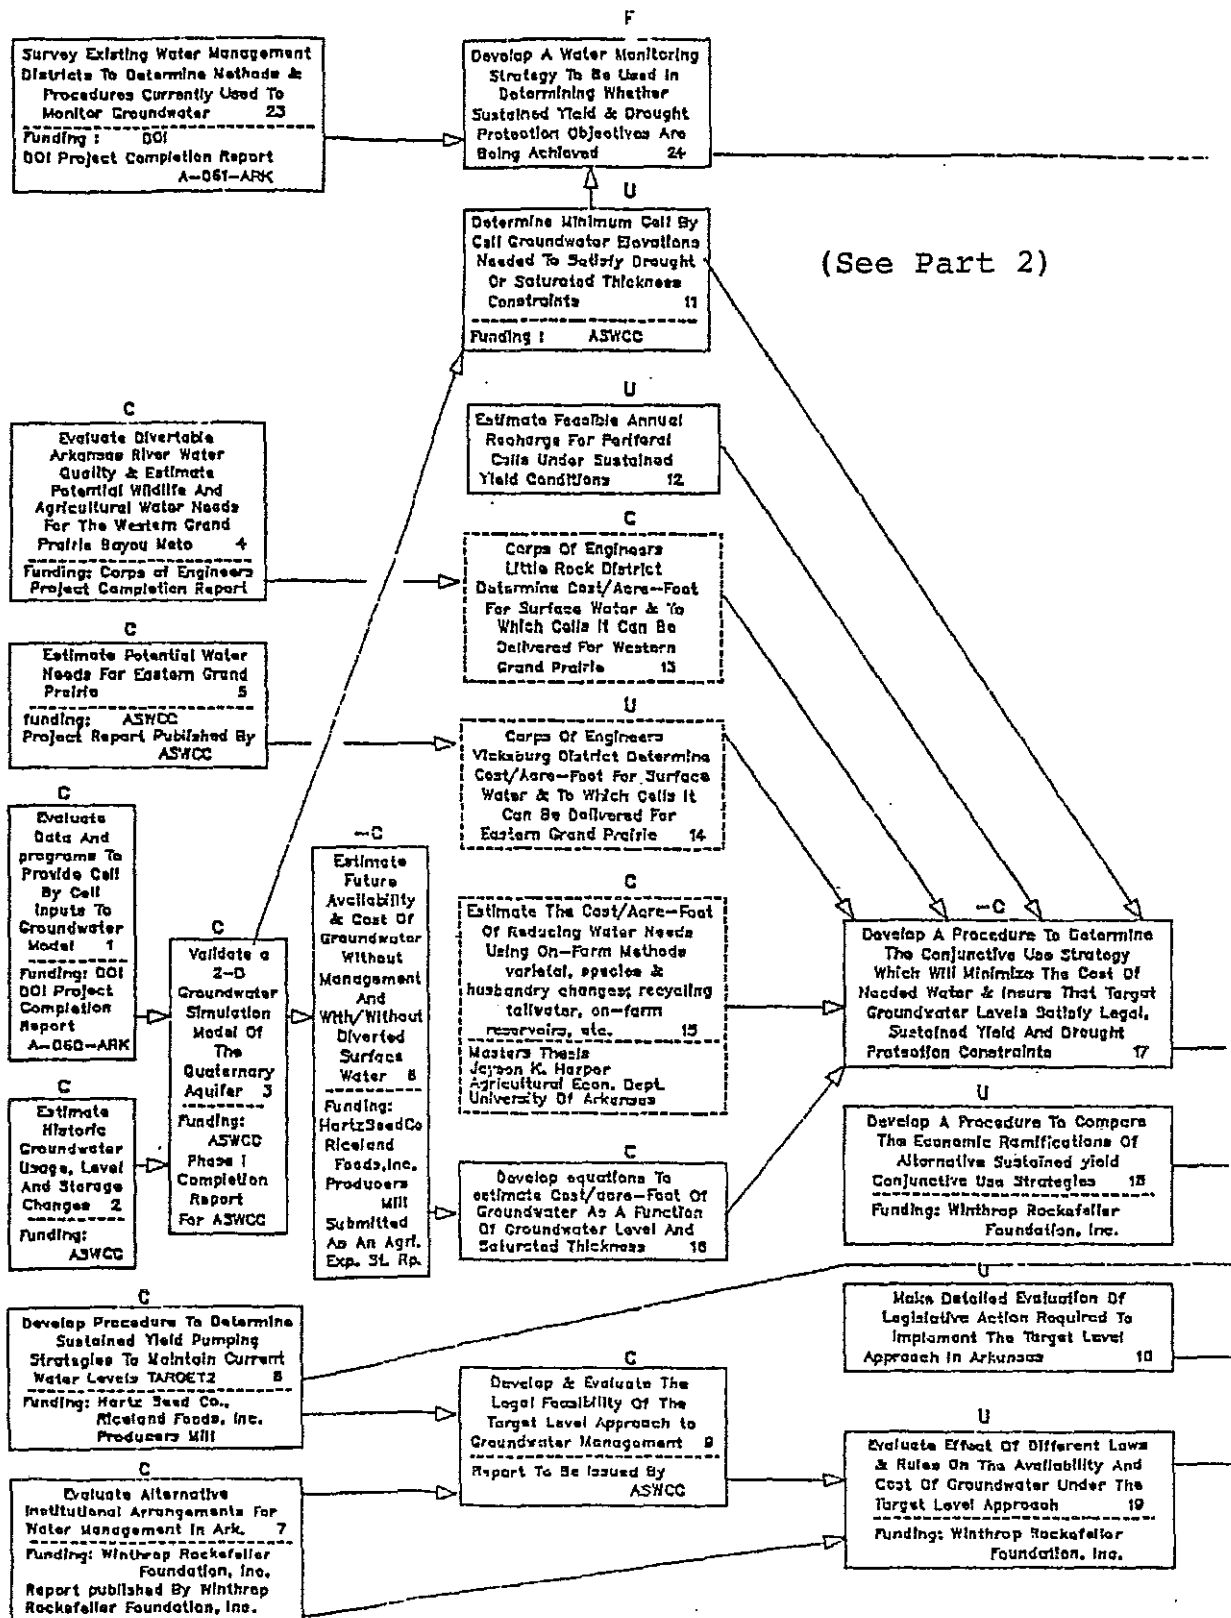 F
Survey Existing Water Management
Districts To Determine Methods &
Procedures Currently Used To
Monitor Groundwater 23
Funding : DOI
DOI Project Completion Report
A-061-ARK
Develop A Water Monitoring
Strategy To Be Used In
Determining Whether
Sustained Yield & Drought
Protection Objectives Are
Being Achieved 24
U
Determine Minimum Cell By
Cell Groundwater Elevations
Needed To Satisfy Drought
Or Saturated Thickness
Constraints 11
Funding : ASWCC
(See Part 2)
C
Evaluate Divertable
Arkansas River Water
Quality & Estimate
Potential Wildlife And
Agricultural Water Needs
For The Western Grand
Prairie Bayou Meto 4
Funding: Corps of Engineers
Project Completion Report
U
Estimate Feasible Annual
Recharge For Periferal
Cells Under Sustained
Yield Conditions 12
C
Corps Of Engineers
Little Rock District
Determine Cost/Acre-Foot
For Surface Water & To
Which Cells It Can Be
Delivered For Western
Grand Prairie 13
C
Estimate Potential Water
Needs For Eastern Grand
Prairie 5
funding: ASWCC
Project Report Published By
ASWCC
U
Corps Of Engineers
Vicksburg District Determine
Cost/Acre-Foot For Surface
Water & To Which Cells It
Can Be Delivered For
Eastern Grand Prairie 14
C
Evaluate
Data And
programs To
Provide Cell
By Cell
Inputs To
Groundwater
Model 1
Funding: DOI
DOI Project
Completion
Report
A-060-ARK
C
Estimate
Historic
Groundwater
Usage, Level
And Storage
Changes 2
Funding:
ASWCC
C
Validate a
2-D
Groundwater
Simulation
Model Of
The
Quaternary
Aquifer 3
Funding:
ASWCC
Phase I
Completion
Report
For ASWCC
-C
Estimate
Future
Availability
& Cost Of
Groundwater
Without
Management
And
With/Without
Diverted
Surface
Water 6
Funding:
HartzSeedCo
Riceland
Foods,Inc.
Producers
Mill
Submitted
As An Agri.
Exp. St. Rp.
C
Estimate The Cost/Acre-Foot
Of Reducing Water Needs
Using On-Farm Methods
varietal, species &
husbandry changes; recycling
tailwater, on-farm
reservoirs, etc. 15
Masters Thesis
Jayson K. Harper
Agricultural Econ. Dept.
University Of Arkansas
C
Develop equations To
estimate Cost/acre-Foot Of
Groundwater As A Function
Of Groundwater Level And
Saturated Thickness 16
-C
Develop A Procedure To Determine
The Conjunctive Use Strategy
Which Will Minimize The Cost Of
Needed Water & Insure That Target
Groundwater Levels Satisfy Legal,
Sustained Yield And Drought
Protection Constraints 17
U
Develop A Procedure To Compare
The Economic Ramifications Of
Alternative Sustained yield
Conjunctive Use Strategies 18
Funding: Winthrop Rockefeller
Foundation, Inc.
U
Make Detailed Evaluation Of
Legislative Action Required To
Implement The Target Level
Approach In Arkansas 10
C
Develop Procedure To Determine
Sustained Yield Pumping
Strategies To Maintain Current
Water Levels TARGET2 8
Funding: Hartz Seed Co.,
Riceland Foods, Inc.
Producers Mill
C
Develop & Evaluate The
Legal Feasibility Of The
Target Level Approach to
Groundwater Management 9
Report To Be Issued By
ASWCC
C
Evaluate Alternative
Institutional Arrangements For
Water Management In Ark. 7
Funding: Winthrop Rockefeller
Foundation, Inc.
Report published By Winthrop
Rockefeller Foundation, Inc.
U
Evaluate Effect Of Different Laws
& Rules On The Availability And
Cost Of Groundwater Under The
Target Level Approach 19
Funding: Winthrop Rockefeller
Foundation, Inc.